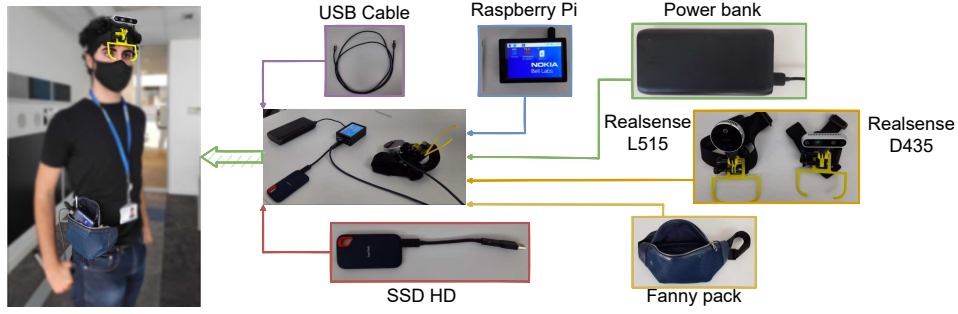 USB Cable
Raspberry Pi
Power bank
NOKIA
Bell Labs
Realsense
L515
Realsense
D435
SSD HD
Fanny pack